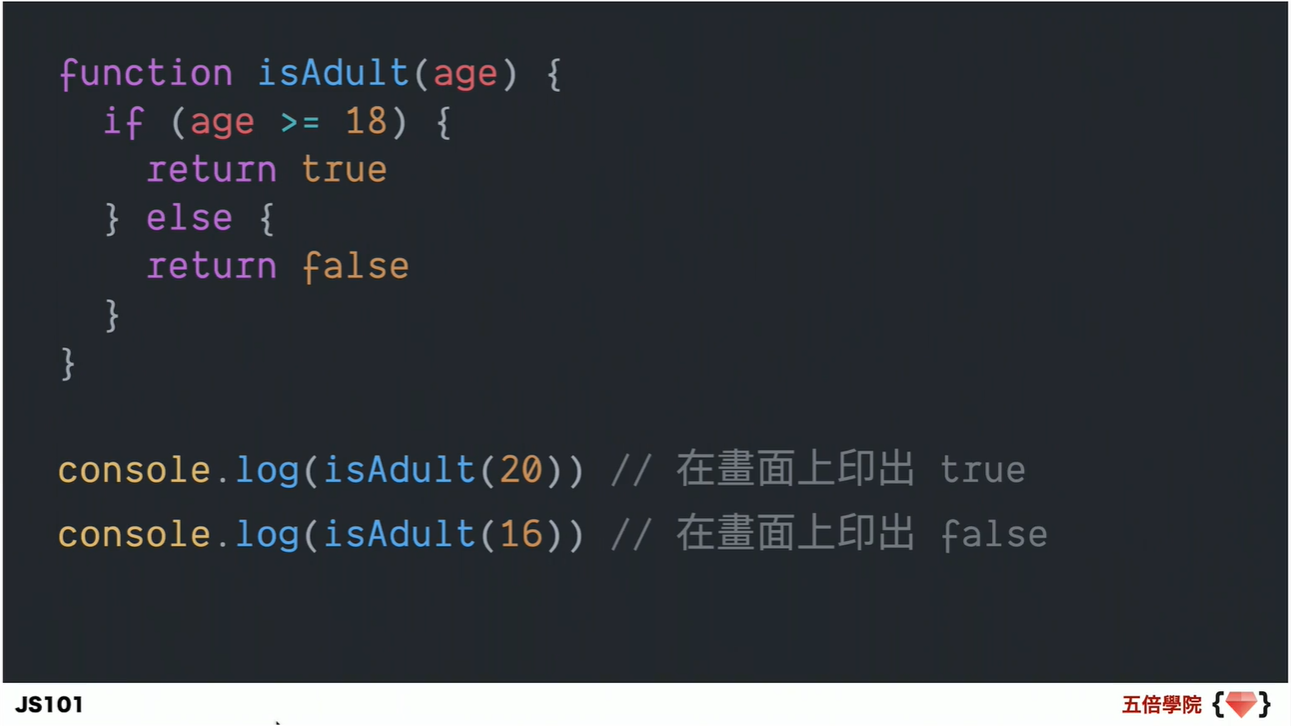 function isAdult(age) {
  if (age >= 18) {
    return true
  } else {
    return false
  }
}
console.log(isAdult(20)) // 在畫面上印出 true
console.log(isAdult(16)) // 在畫面上印出 false
JS101
五倍學院 { }